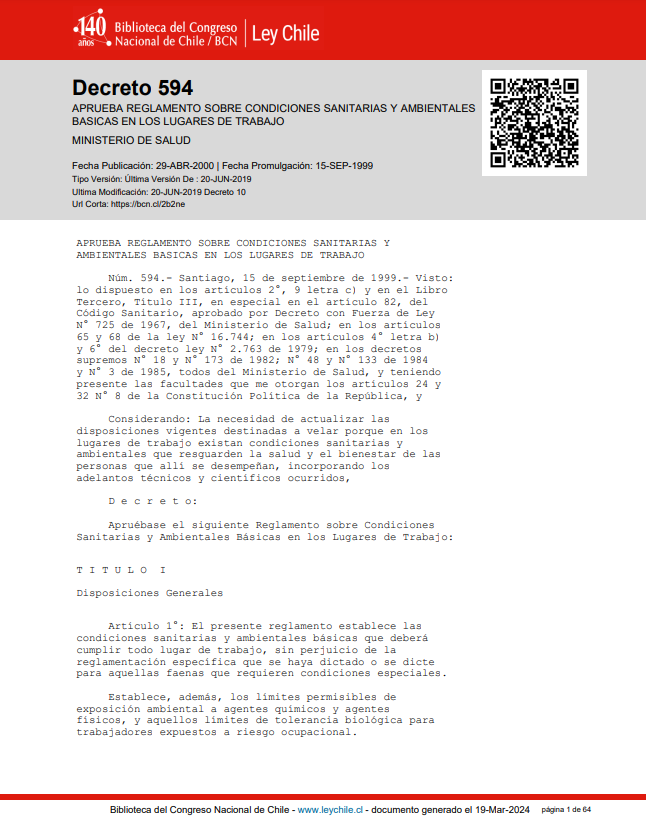 140
años
Biblioteca del Congreso
Nacional de Chile / BCN
Ley Chile
Decreto 594
APRUEBA REGLAMENTO SOBRE CONDICIONES SANITARIAS Y AMBIENTALES
BASICAS EN LOS LUGARES DE TRABAJO
MINISTERIO DE SALUD
Fecha Publicación: 29-ABR-2000 | Fecha Promulgación: 15-SEP-1999
Tipo Versión: Última Versión De : 20-JUN-2019
Ultima Modificación: 20-JUN-2019 Decreto 10
Url Corta: https://bcn.cl/2b2ne
APRUEBA REGLAMENTO SOBRE CONDICIONES SANITARIAS Y
AMBIENTALES BASICAS EN LOS LUGARES DE TRABAJO
Núm. 594.- Santiago, 15 de septiembre de 1999.- Visto:
lo dispuesto en los artículos 2°, 9 letra c) y en el Libro
Tercero, Título III, en especial en el artículo 82, del
Código Sanitario, aprobado por Decreto con Fuerza de Ley
N° 725 de 1967, del Ministerio de Salud; en los artículos
65 y 68 de la ley N° 16.744; en los artículos 4° letra b)
y 6° del decreto ley N° 2.763 de 1979; en los decretos
supremos N° 18 y N° 173 de 1982; N° 48 y N° 133 de 1984
y N° 3 de 1985, todos del Ministerio de Salud, y teniendo
presente las facultades que me otorgan los artículos 24 y
32 N° 8 de la Constitución Política de la República, y
Considerando: La necesidad de actualizar las
disposiciones vigentes destinadas a velar porque en los
lugares de trabajo existan condiciones sanitarias y
ambientales que resguarden la salud y el bienestar de las
personas que allí se desempeñan, incorporando los
adelantos técnicos y científicos ocurridos,
D e c r e t o:
Apruébase el siguiente Reglamento sobre Condiciones
Sanitarias y Ambientales Básicas en los Lugares de Trabajo:
T I T U L O  I
Disposiciones Generales
Artículo 1°: El presente reglamento establece las
condiciones sanitarias y ambientales básicas que deberá
cumplir todo lugar de trabajo, sin perjuicio de la
reglamentación específica que se haya dictado o se dicte
para aquellas faenas que requieren condiciones especiales.
Establece, además, los límites permisibles de
exposición ambiental a agentes químicos y agentes
físicos, y aquellos límites de tolerancia biológica para
trabajadores expuestos a riesgo ocupacional.
Biblioteca del Congreso Nacional de Chile - www.leychile.cl - documento generado el 19-Mar-2024 página 1 de 64